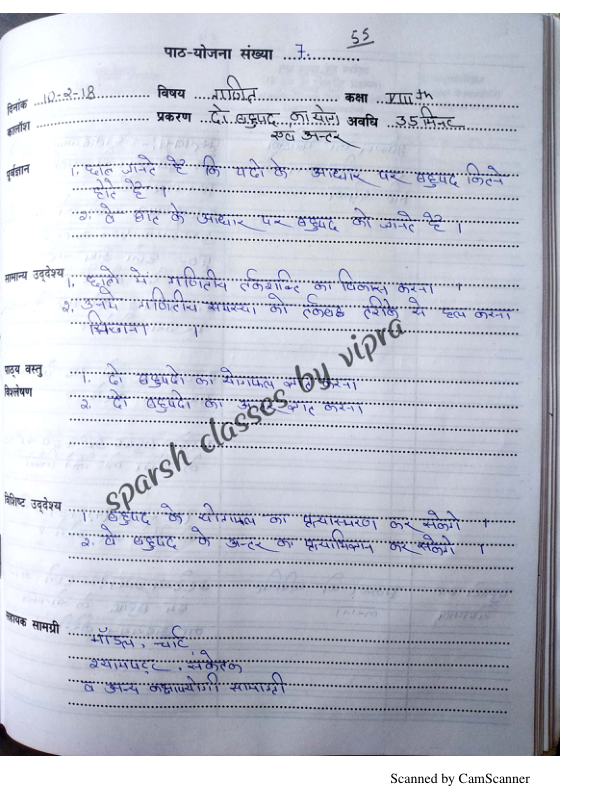 55
पाठ-योजना संख्या ...7.
दिनांक 10-2-18 विषय गणित कक्षा VIII th
कालांश प्रकरण दो बहुपद का योग अवधि 35 मिनट
एवं अन्तर
पूर्वज्ञान 1. छात्र जानते है कि पदो के आधार पर बहुपद कितने
होते है ।
2. वे घात के आधार पर बहुपद को जानते है ।
सामान्य उद्देश्य 1. छात्रो मे गणितीय तर्कशक्ति का विकास करना ।
2. उनमे गणितीय समस्या को तर्कबद्ध तरीके से हल करना
सिखाना ।
पाठ्य वस्तु
विश्लेषण 1. दो बहुपदो का योगफल ज्ञात करना
2. दो बहुपदो का अन्तर ज्ञात करना
sparsh classes by vipra
विशिष्ट उद्देश्य 1. बहुपद के योगफल का प्रत्यास्मरण कर सकेगे ।
2. वे बहुपद के अन्तर का प्रत्याभिज्ञान कर सकेगे ।
सहायक सामग्री
मॉडल, चार्ट,
श्यामपट्ट, संकेतक
व अन्य कक्षापयोगी सामाग्री
Scanned by CamScanner